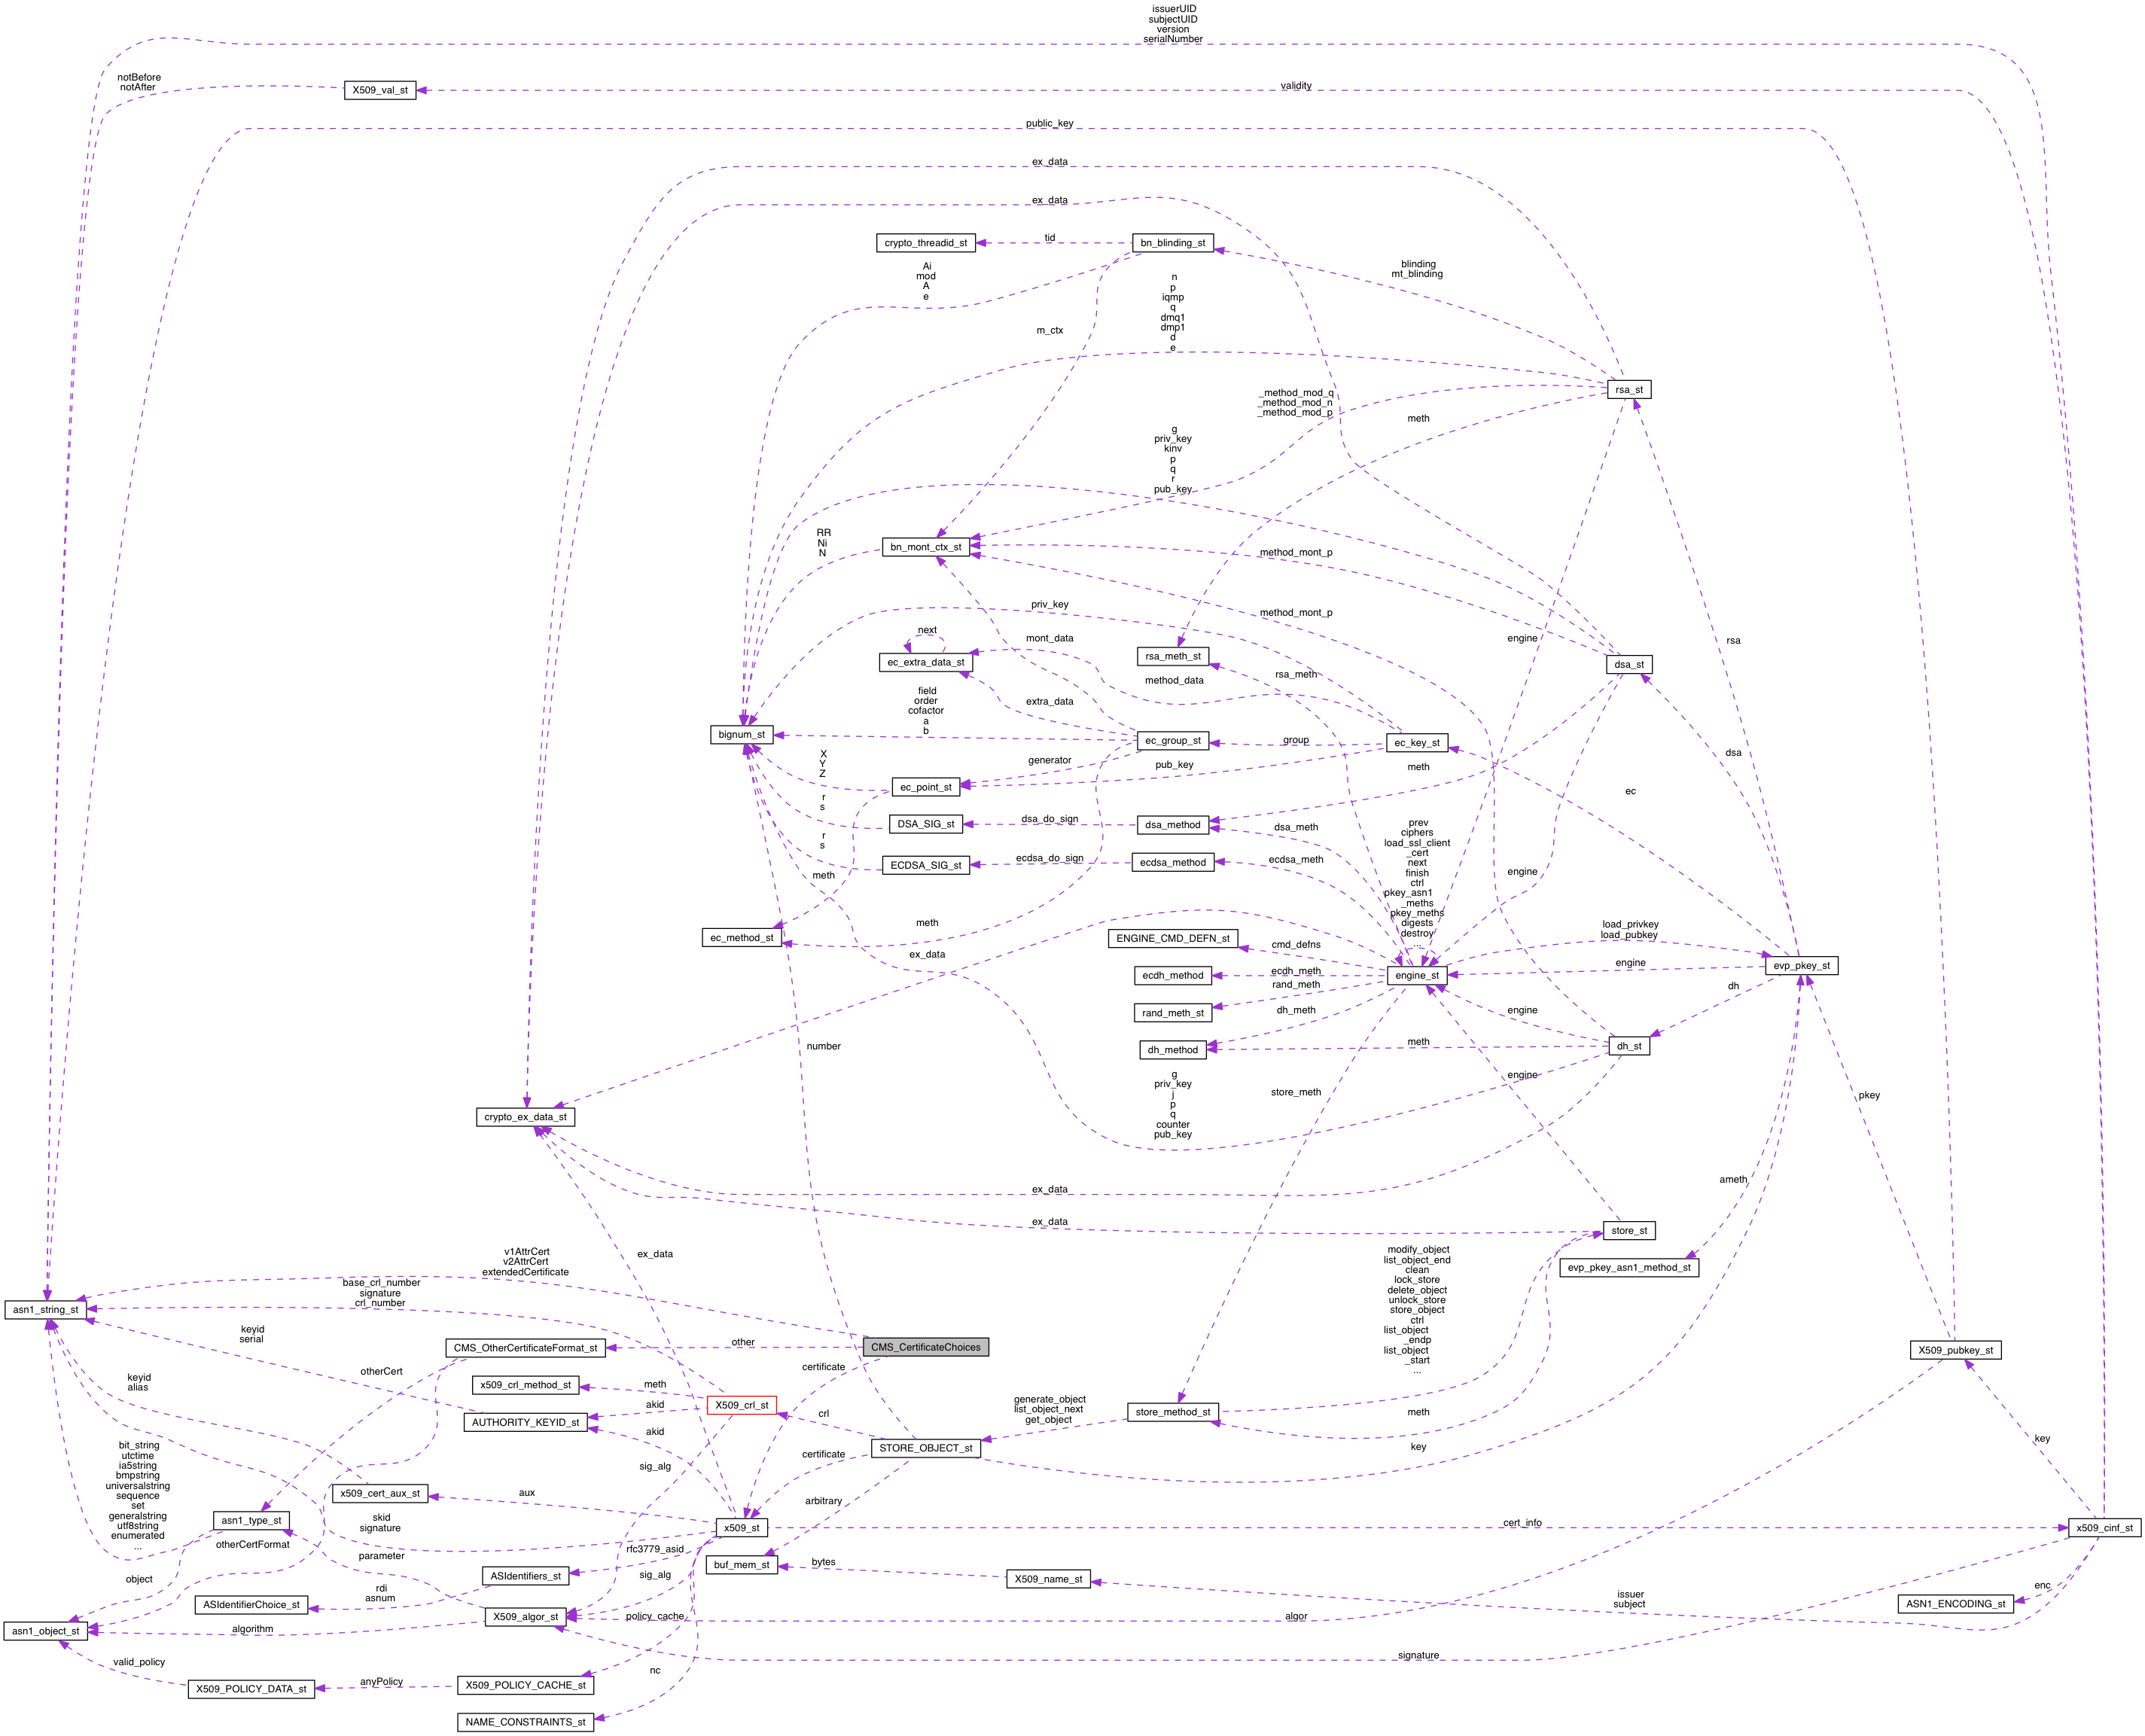 issuerUID
subjectUID
version
serialNumber
notBefore
notAfter
X509_val_st
validity
public_key
ex_data
ex_data
crypto_threadid_st
tid
bn_blinding_st
Ai
mod
A
e
blinding
mt_blinding
n
p
iqmp
q
dmq1
dmp1
d
e
m_ctx
rsa_st
_method_mod_q
_method_mod_n
_method_mod_p
meth
g
priv_key
kinv
p
q
r
pub_key
RR
Ni
N
bn_mont_ctx_st
method_mont_p
priv_key
method_mont_p
next
mont_data
engine
rsa
ec_extra_data_st
rsa_meth_st
dsa_st
rsa_meth
method_data
field
order
cofactor
a
b
extra_data
bignum_st
ec_group_st
group
ec_key_st
dsa
X
Y
Z
generator
pub_key
meth
ec_point_st
ec
r
s
DSA_SIG_st
dsa_do_sign
dsa_method
dsa_meth
r
s
ECDSA_SIG_st
ecdsa_do_sign
ecdsa_method
ecdsa_meth
prev
ciphers
load_ssl_client
_cert
next
finish
ctrl
pkey_asn1
_meths
pkey_meths
digests
destroy
...
meth
engine
ec_method_st
meth
ENGINE_CMD_DEFN_st
cmd_defns
load_privkey
load_pubkey
ex_data
ecdh_method
ecdh_meth
engine_st
engine
evp_pkey_st
rand_meth_st
rand_meth
dh
dh_meth
engine
number
dh_method
meth
dh_st
g
priv_key
j
p
q
counter
pub_key
store_meth
engine
pkey
crypto_ex_data_st
ex_data
ameth
ex_data
store_st
v1AttrCert
v2AttrCert
extendedCertificate
ex_data
modify_object
list_object_end
clean
lock_store
delete_object
unlock_store
store_object
ctrl
list_object
_endp
list_object
_start
...
evp_pkey_asn1_method_st
base_crl_number
signature
crl_number
asn1_string_st
keyid
serial
CMS_OtherCertificateFormat_st
other
CMS_CertificateChoices
X509_pubkey_st
otherCert
certificate
keyid
alias
x509_crl_method_st
meth
X509_crl_st
generate_object
list_object_next
get_object
store_method_st
meth
akid
crl
AUTHORITY_KEYID_st
akid
STORE_OBJECT_st
certificate
key
key
bit_string
utctime
ia5string
bmpstring
universalstring
sequence
set
generalstring
utf8string
enumerated
...
sig_alg
x509_cert_aux_st
aux
arbitrary
asn1_type_st
skid
signature
x509_st
cert_info
x509_cinf_st
otherCertFormat
parameter
rfc3779_asid
buf_mem_st
bytes
object
ASIdentifiers_st
sig_alg
X509_name_st
enc
rdi
asnum
ASIdentifierChoice_st
issuer
subject
ASN1_ENCODING_st
X509_algor_st
policy_cache
algor
asn1_object_st
algorithm
signature
valid_policy
nc
X509_POLICY_DATA_st
anyPolicy
X509_POLICY_CACHE_st
NAME_CONSTRAINTS_st